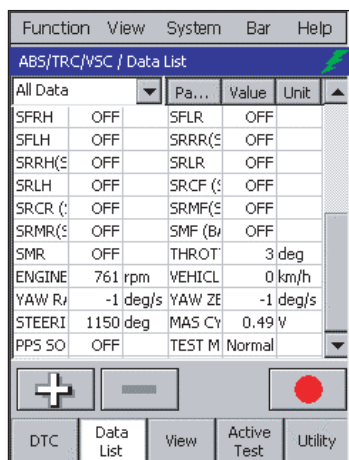 Function View System Bar Help
ABS/TRC/VSC / Data List
All Data Pa... Value Unit
SFRH OFF SFLR OFF
SFLH OFF SRRR(S OFF
SRRH(S OFF SRLR OFF
SRLH OFF SRCF (S OFF
SRCR (S OFF SRMF(S OFF
SRMR(S OFF SMF (BA OFF
SMR OFF THROT 3 deg
ENGINE 761 rpm VEHICL 0 km/h
YAW RA -1 deg/s YAW ZE -1 deg/s
STEERI 1150 deg MAS CY 0.49 V
PPS SO OFF TEST M Normal
DTC Data List View Active Test Utility